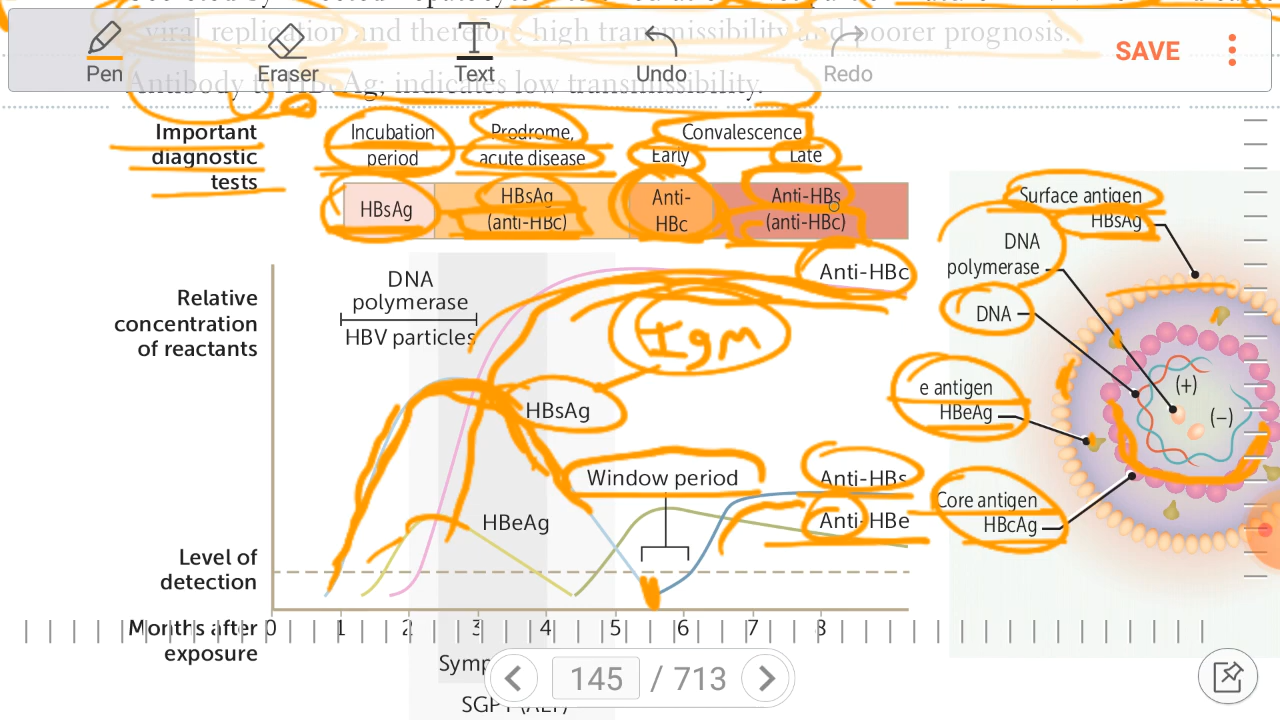 viral replication and therefore high transmissibility and poorer prognosis.
Pen
Eraser
Text
Undo
Redo
SAVE
Antibody to HBeAg; indicates low transmissibility.
Important
diagnostic
tests
Incubation
period
Prodrome,
acute disease
Convalescence
Early
Late
HBsAg
HBsAg
(anti-HBc)
Anti-
HBc
Anti-HBs
(anti-HBc)
Surface antigen
HBsAg
DNA
polymerase
DNA
e antigen
HBeAg
Core antigen
HBcAg
(+)
(−)
Relative
concentration
of reactants
DNA
polymerase
HBV particles
Anti-HBc
IgM
HBsAg
Window period
Anti-HBs
Anti-HBe
HBeAg
Level of
detection
Months after
exposure
0 1 2 3 4 5 6 7 8
Symp
145 / 713
SGPT (ALT)